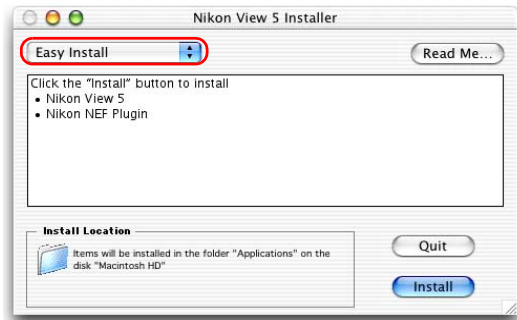 Nikon View 5 Installer
Easy Install
Read Me...
Click the "Install" button to install
• Nikon View 5
• Nikon NEF Plugin
Install Location
Items will be installed in the folder "Applications" on the
disk "Macintosh HD"
Quit
Install